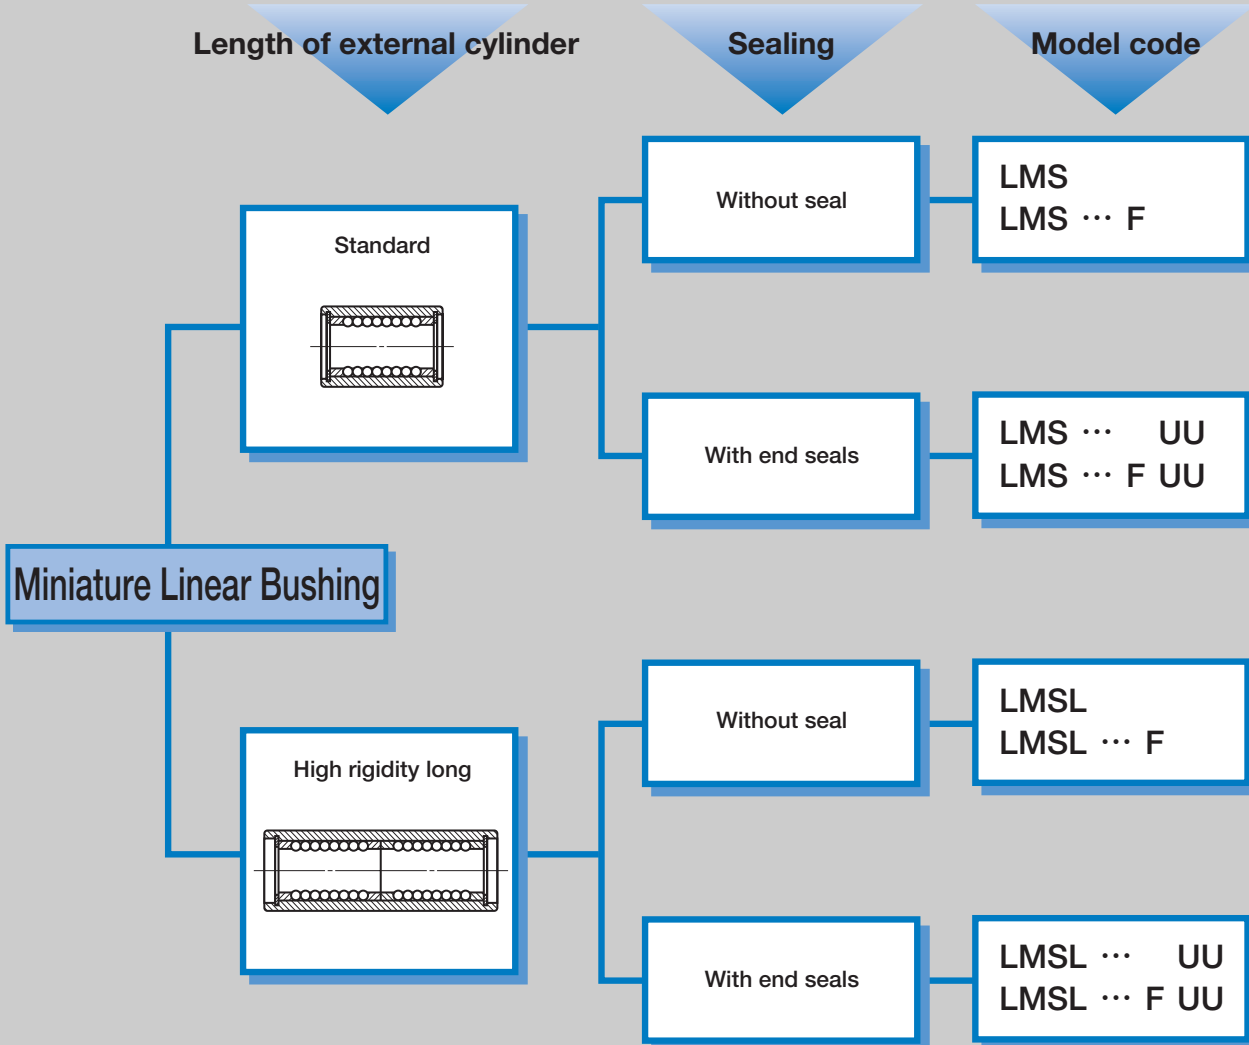 Length of external cylinder
Sealing
Model code
Miniature Linear Bushing
Standard
Without seal
LMS
LMS ··· F
With end seals
LMS ··· UU
LMS ··· F UU
High rigidity long
Without seal
LMSL
LMSL ··· F
With end seals
LMSL ··· UU
LMSL ··· F UU